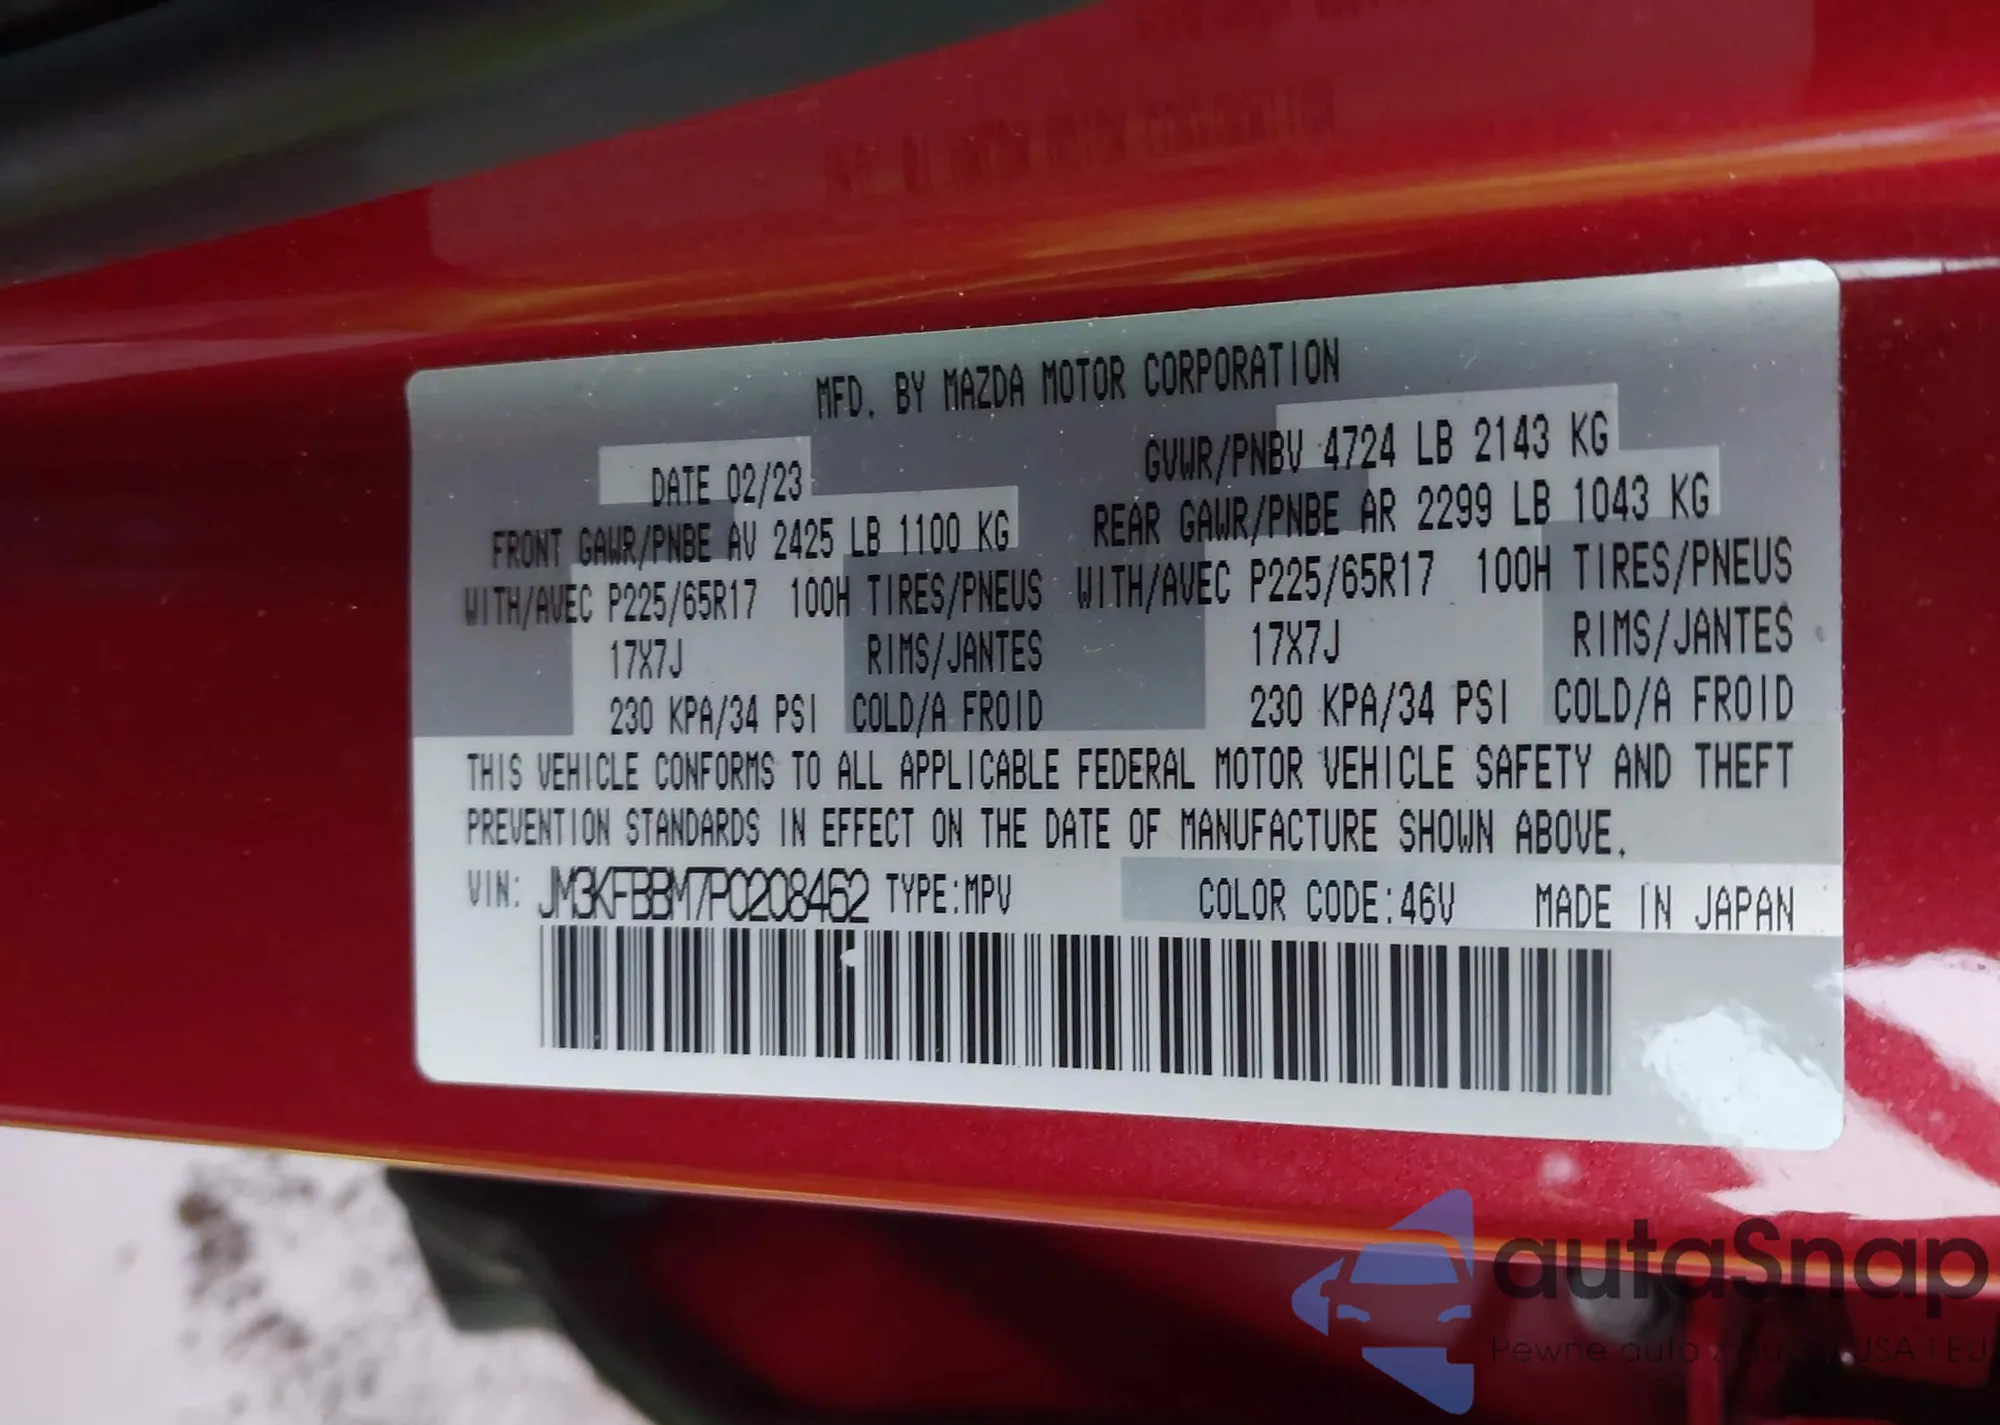 MFD. BY MAZDA MOTOR CORPORATION
DATE 02/23
GVWR/PNBV 4724 LB 2143 KG
FRONT GAWR/PNBE AV 2425 LB 1100 KG
REAR GAWR/PNBE AR 2299 LB 1043 KG
WITH/AVEC P225/65R17 100H TIRES/PNEUS
WITH/AVEC P225/65R17 100H TIRES/PNEUS
17X7J RIMS/JANTES
17X7J RIMS/JANTES
230 KPA/34 PSI COLD/A FROID
230 KPA/34 PSI COLD/A FROID
THIS VEHICLE CONFORMS TO ALL APPLICABLE FEDERAL MOTOR VEHICLE SAFETY AND THEFT
PREVENTION STANDARDS IN EFFECT ON THE DATE OF MANUFACTURE SHOWN ABOVE.
VIN: JM3KFBBM7P0208462 TYPE:MPV COLOR CODE:46V MADE IN JAPAN
autaSnap
Pewne auto z USA i EU